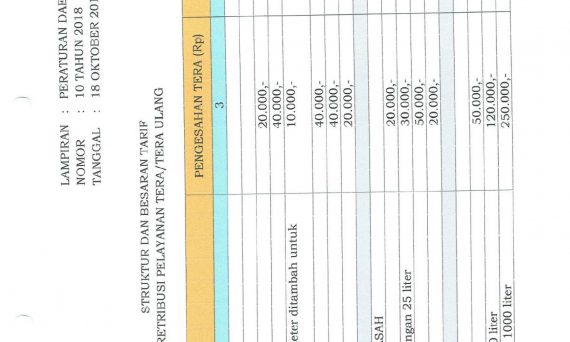 LAMPIRAN : PERATURAN DAE
NOMOR : 10 TAHUN 2018
TANGGAL : 18 OKTOBER 201
STRUKTUR DAN BESARAN TARIF
RETRIBUSI PELAYANAN TERA/TERA ULANG
PENGESAHAN TERA (Rp)
3
20.000,-
40.000,-
eter ditambah untuk 10.000,-
40.000,-
40.000,-
20.000,-
ASAH
20.000,-
ngan 25 liter 30.000,-
50.000,-
20.000,-
50.000,-
0 liter 120.000,-
1000 liter 250.000,-